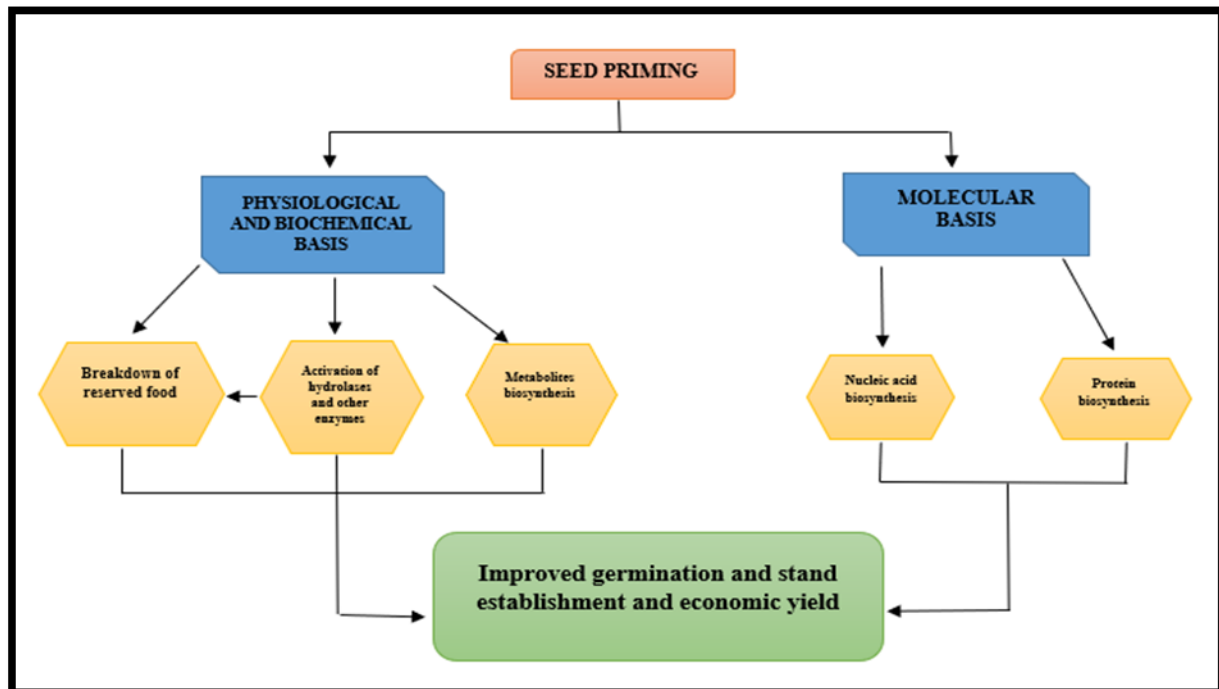 SEED PRIMING
PHYSIOLOGICAL
AND BIOCHEMICAL
BASIS
MOLECULAR
BASIS
Breakdown of
reserved food
Activation of
hydrolases
and other
enzymes
Metabolites
biosynthesis
Nucleic acid
biosynthesis
Protein
biosynthesis
Improved germination and stand
establishment and economic yield